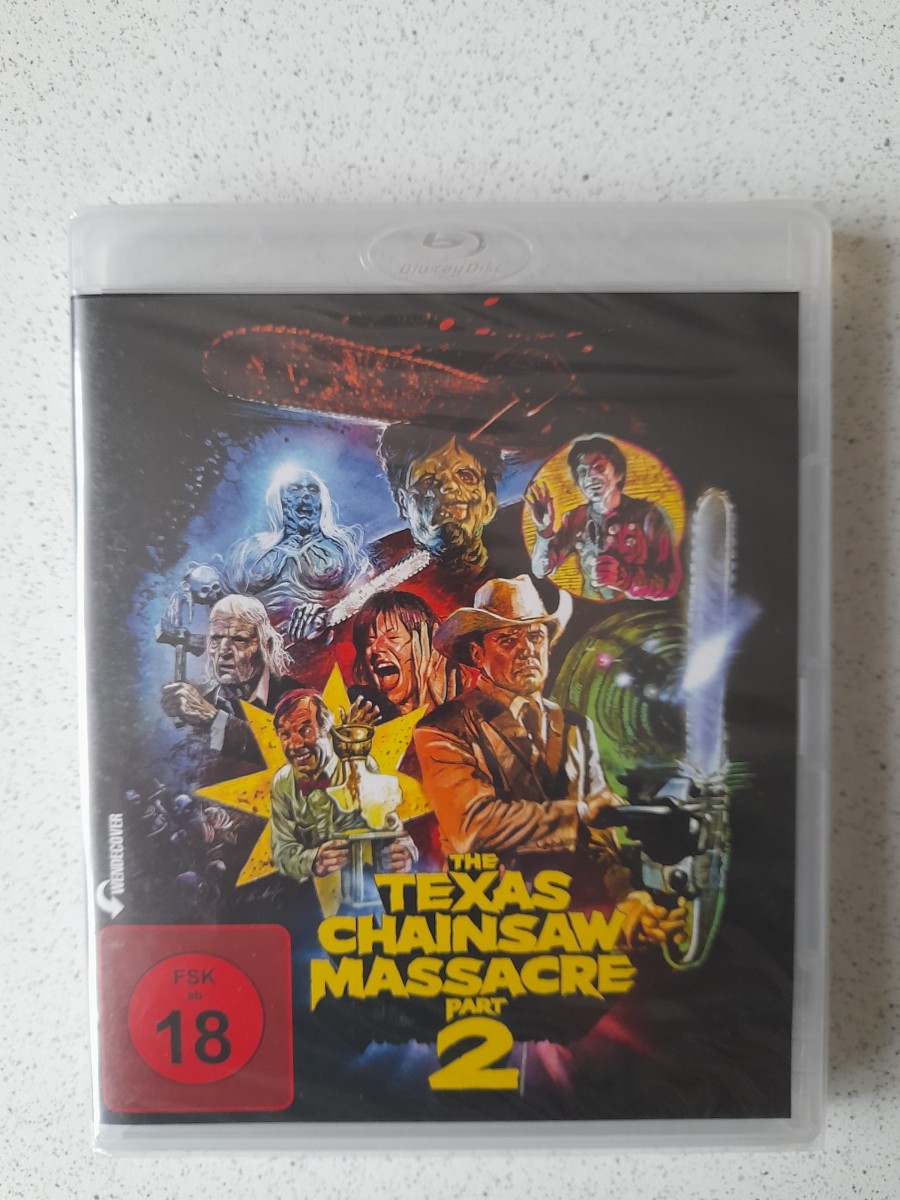 Blu-ray Disc
THE
TEXAS
CHAINSAW
MASSACRE
PART
2
WENDECOVER
FSK
ab
18